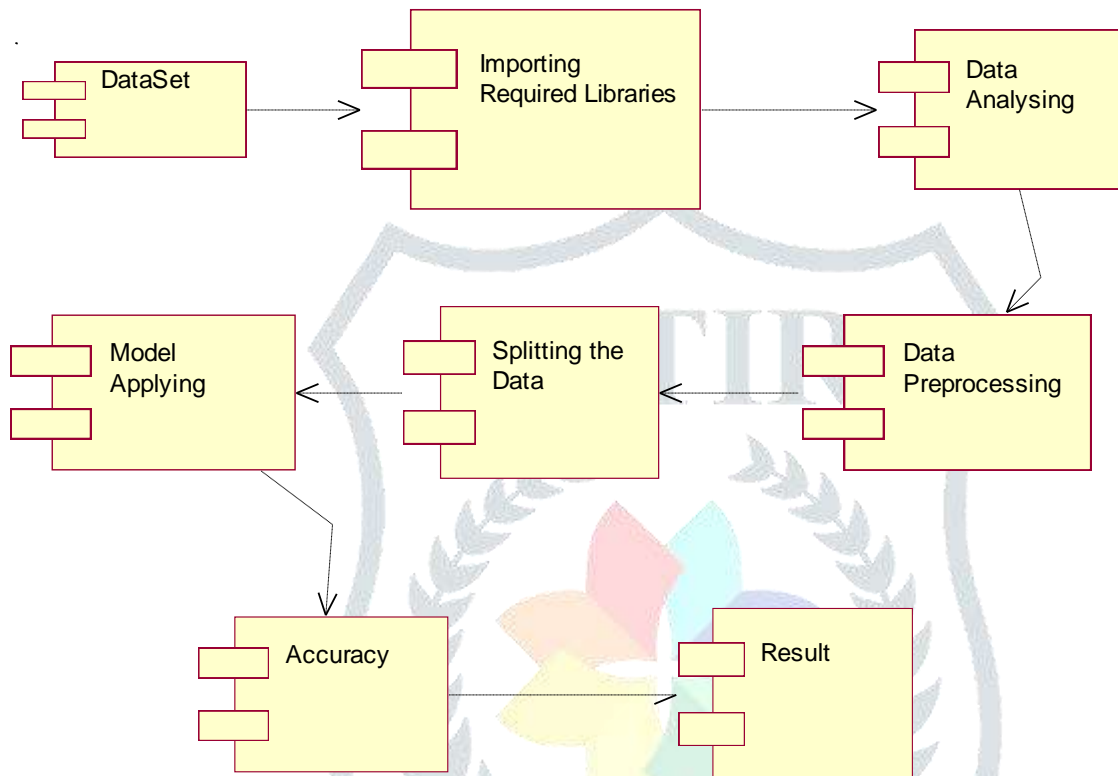 DataSet
Importing
Required Libraries
Data
Analysing
Model
Applying
Splitting the
Data
Data
Preprocessing
Accuracy
Result